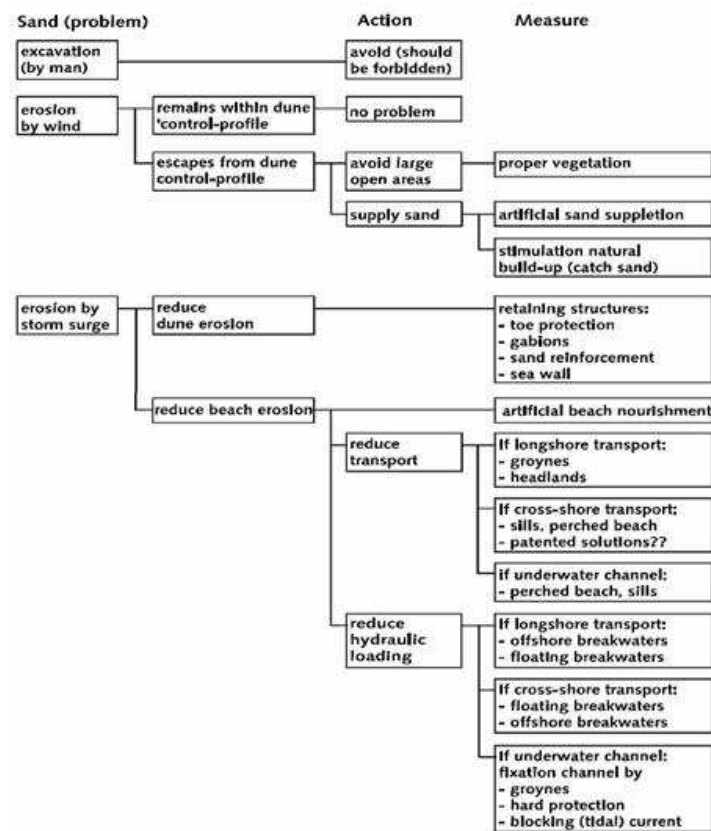 Sand (problem) Action Measure
excavation
(by man)
avoid (should
be forbidden)
erosion
by wind
remains within dune
'control-profile
no problem
escapes from dune
control-profile
avoid large
open areas
proper vegetation
supply sand
artificial sand suppletion
stimulation natural
build-up (catch sand)
erosion by
storm surge
reduce
dune erosion
retaining structures:
- toe protection
- gabions
- sand reinforcement
- sea wall
reduce beach erosion
artificial beach nourishment
reduce
transport
If longshore transport:
- groynes
- headlands
If cross-shore transport:
- sills, perched beach
- patented solutions??
if underwater channel:
- perched beach, sills
reduce
hydraulic
loading
If longshore transport:
- offshore breakwaters
- floating breakwaters
If cross-shore transport:
- floating breakwaters
- offshore breakwaters
If underwater channel:
fixation channel by
- groynes
- hard protection
- blocking (tidal) current